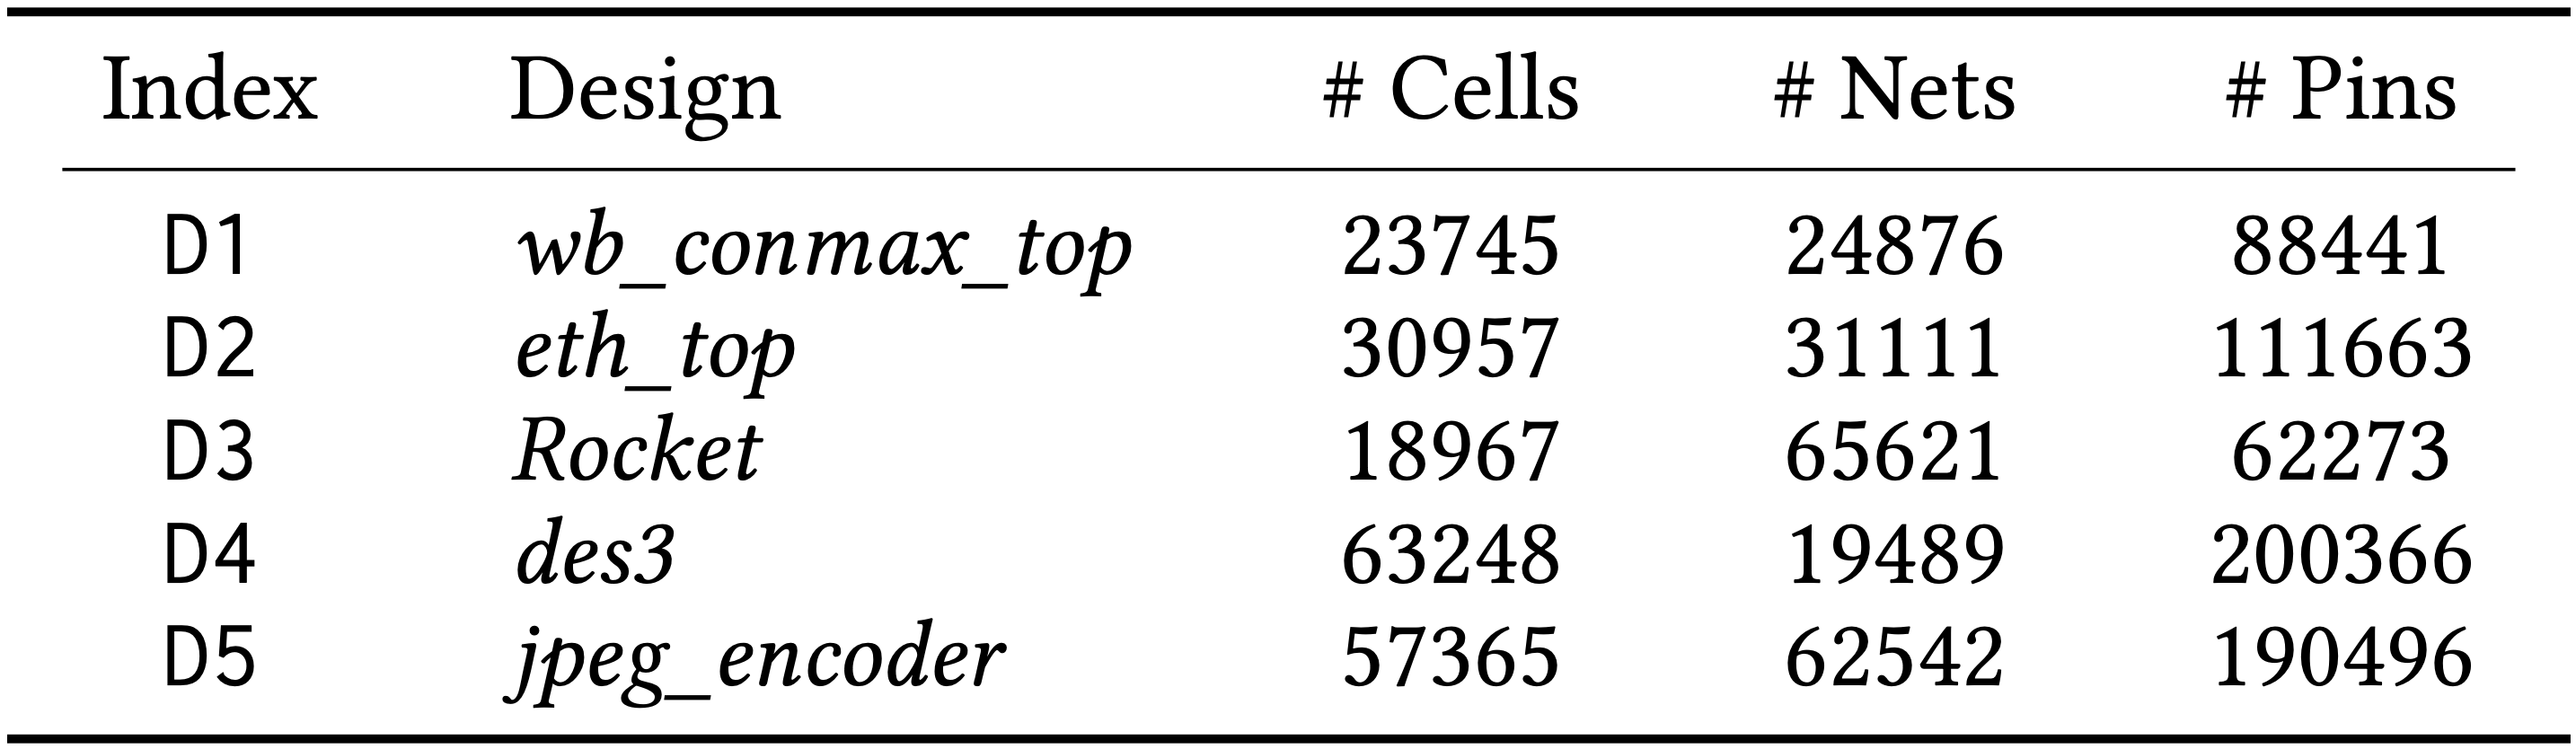 Index Design # Cells # Nets # Pins
D1 wb_conmax_top 23745 24876 88441
D2 eth_top 30957 31111 111663
D3 Rocket 18967 65621 62273
D4 des3 63248 19489 200366
D5 jpeg_encoder 57365 62542 190496